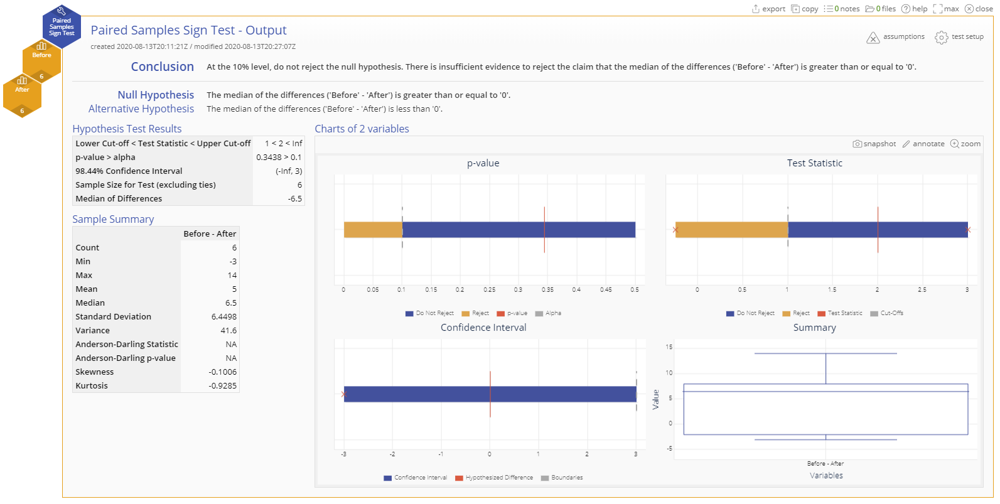 export copy 0 notes 0 files help max close
Paired
Samples
Sign Test
Before
6
After
6
Paired Samples Sign Test - Output
created 2020-08-13T20:11:21Z / modified 2020-08-13T20:27:07Z
assumptions test setup
Conclusion At the 10% level, do not reject the null hypothesis. There is insufficient evidence to reject the claim that the median of the differences ('Before' - 'After') is greater than or equal to '0'.
Null Hypothesis The median of the differences ('Before' - 'After') is greater than or equal to '0'.
Alternative Hypothesis The median of the differences ('Before' - 'After') is less than '0'.
Hypothesis Test Results
Lower Cut-off < Test Statistic < Upper Cut-off 1 < 2 < Inf
p-value > alpha 0.3438 > 0.1
98.44% Confidence Interval (-Inf, 3)
Sample Size for Test (excluding ties) 6
Median of Differences -6.5
Sample Summary
Before - After
Count 6
Min -3
Max 14
Mean 5
Median 6.5
Standard Deviation 6.4498
Variance 41.6
Anderson-Darling Statistic NA
Anderson-Darling p-value NA
Skewness -0.1006
Kurtosis -0.9285
Charts of 2 variables
snapshot annotate zoom
p-value
0 0.05 0.1 0.15 0.2 0.25 0.3 0.35 0.4 0.45 0.5
Do Not Reject Reject p-value Alpha
Test Statistic
0 0.5 1 1.5 2 2.5 3
Do Not Reject Reject Test Statistic Cut-Offs
Confidence Interval
-3 -2 -1 0 1 2 3
Confidence Interval Hypothesized Difference Boundaries
Summary
Value
15
10
5
0
-5
Before - After
Variables